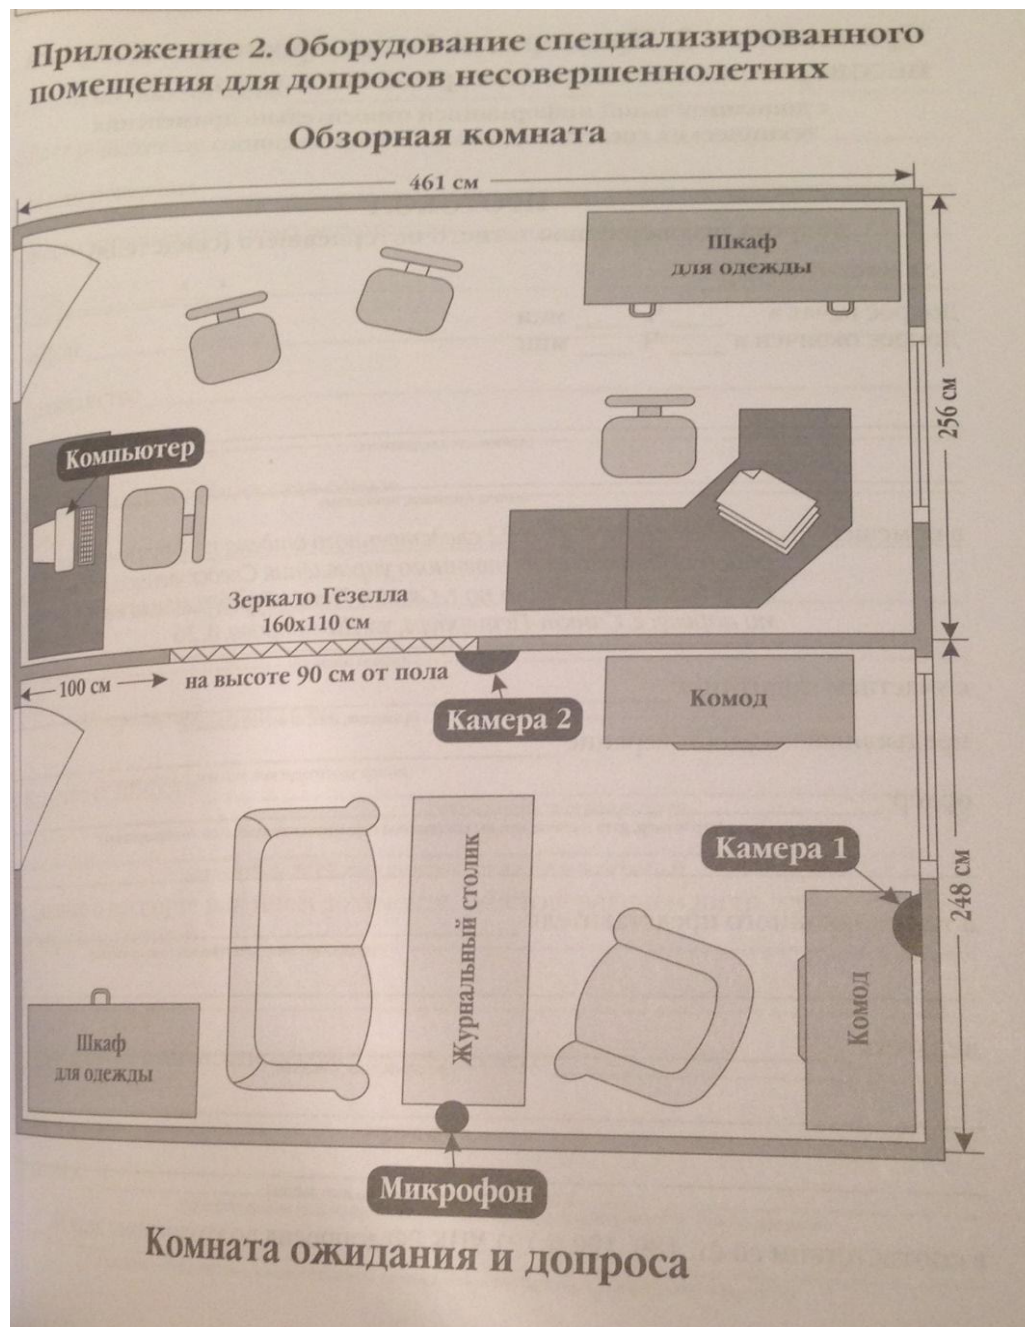 Приложение 2. Оборудование специализированного
помещения для допросов несовершеннолетних
Обзорная комната
461 см
Шкаф
для одежды
256 см
Компьютер
Зеркало Гезелла
160х110 см
100 см
на высоте 90 см от пола
Камера 2
Комод
Камера 1
248 см
Журнальный столик
Комод
Шкаф
для одежды
Микрофон
Комната ожидания и допроса